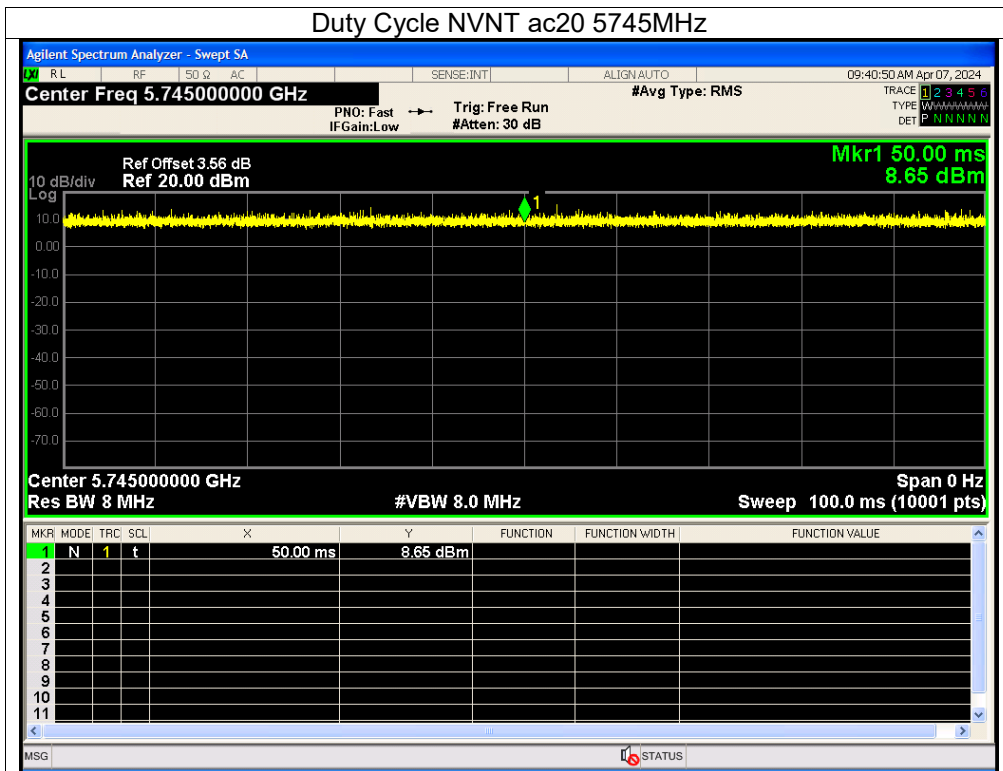 Duty Cycle NVNT ac20 5745MHz
Agilent Spectrum Analyzer - Swept SA
LXI RL RF 50 Ω AC SENSE:INT ALIGN AUTO 09:40:50 AM Apr 07, 2024
Center Freq 5.745000000 GHz #Avg Type: RMS TRACE 1 2 3 4 5 6
PNO: Fast Trig: Free Run TYPE WWWWWW
IFGain:Low #Atten: 30 dB DET P N N N N N
Mkr1 50.00 ms
Ref Offset 3.56 dB
10 dB/div Ref 20.00 dBm 8.65 dBm
Log
1
10.0
0.00
-10.0
-20.0
-30.0
-40.0
-50.0
-60.0
-70.0
Center 5.745000000 GHz Span 0 Hz
Res BW 8 MHz #VBW 8.0 MHz Sweep 100.0 ms (10001 pts)
MKR MODE TRC SCL X Y FUNCTION FUNCTION WIDTH FUNCTION VALUE
1 N 1 t 50.00 ms 8.65 dBm
2
3
4
5
6
7
8
9
10
11
MSG STATUS